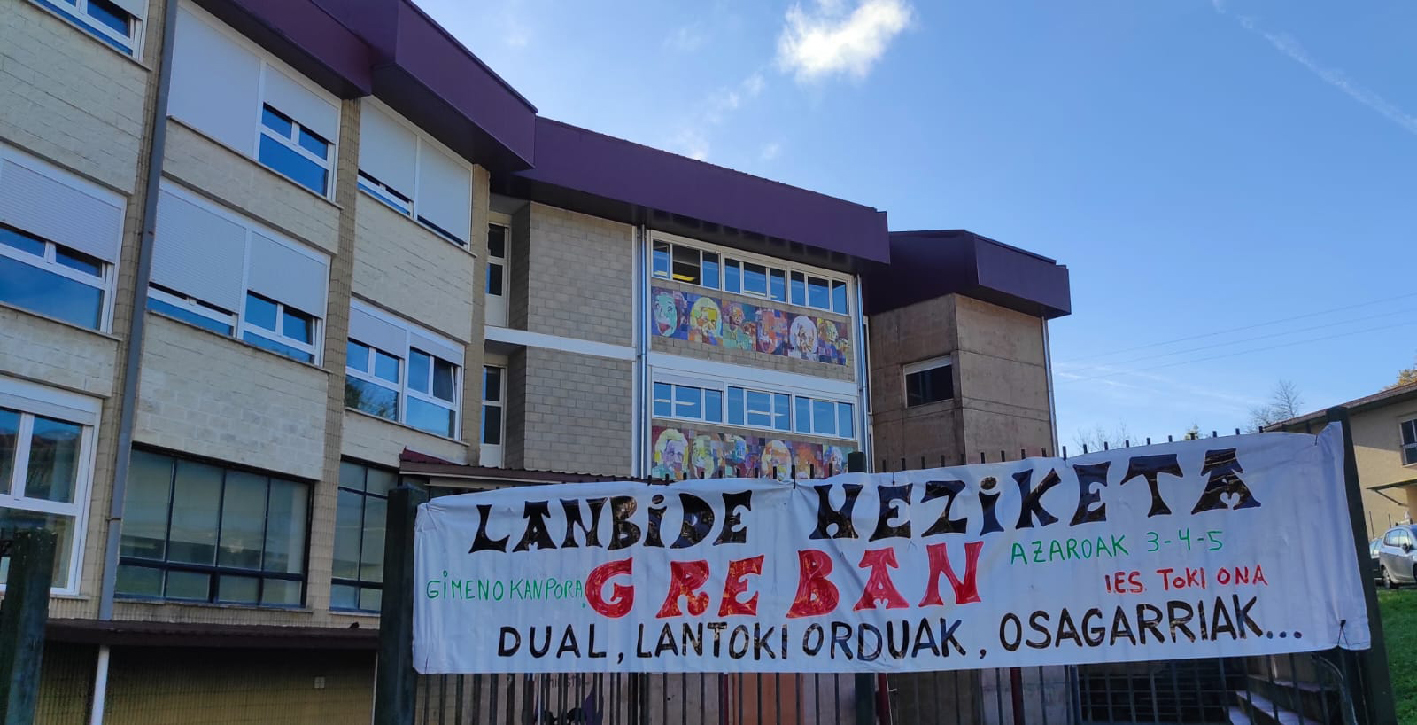 LANBiDE HEZiKETA
GiMENO KANPORA! GREBAN AZAROAK 3-4-5
IES. TOKI ONA
DUAL, LANTOKI ORDUAK, OSAGARRIAK...